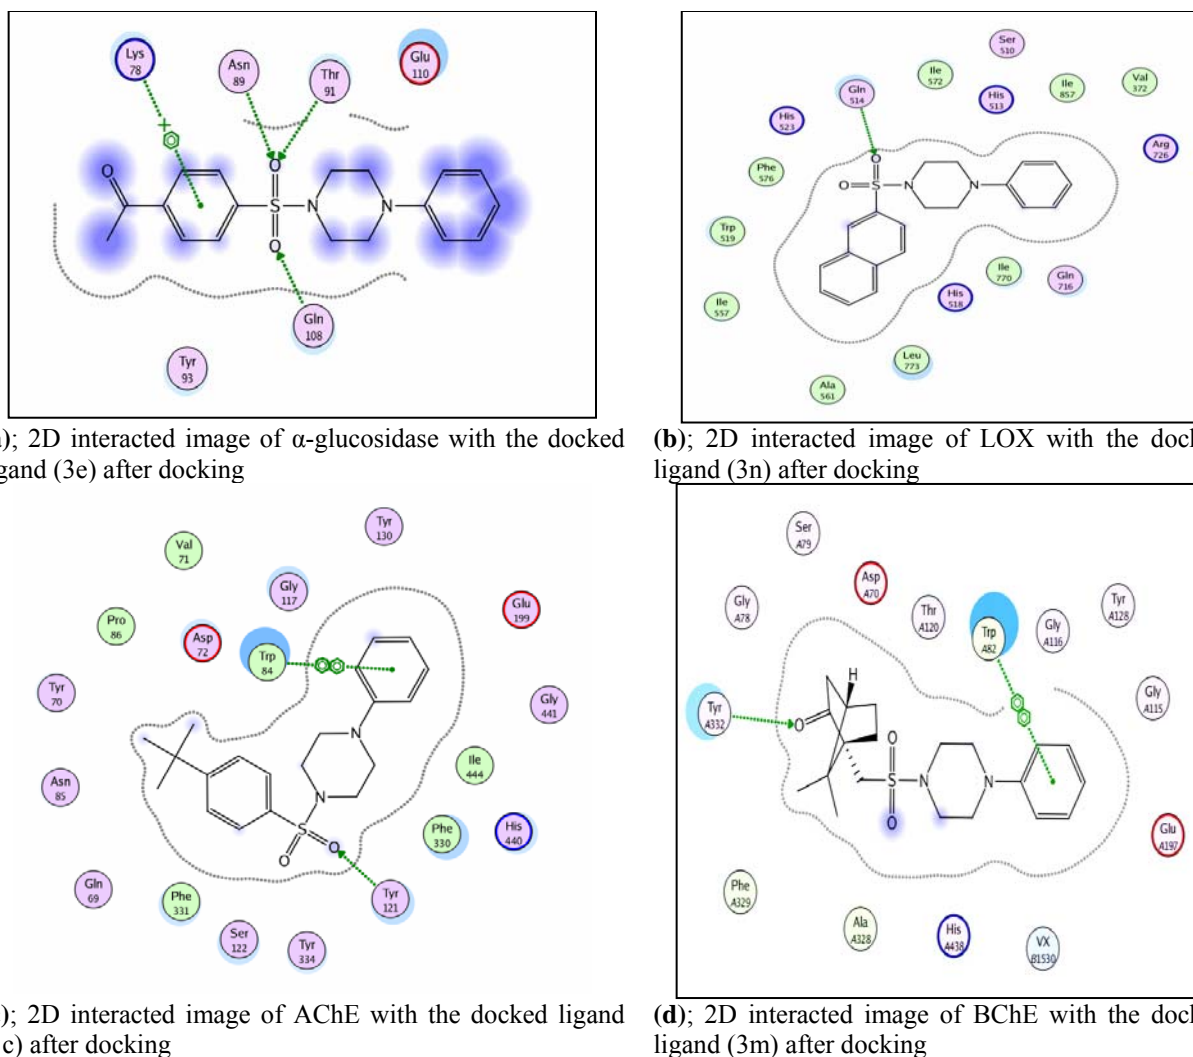 Lys
78
Asn
89
Thr
91
Glu
110
O
O
S
N
N
O
Gln
108
Tyr
93
Ser
510
Gln
514
Ile
572
His
513
Ile
857
Val
372
His
523
Arg
726
Phe
576
O
O
S
N
N
Trp
519
Ile
770
Gln
716
His
518
Ile
557
Leu
773
Ala
561
); 2D interacted image of α-glucosidase with the docked
gand (3e) after docking
(b); 2D interacted image of LOX with the dock
ligand (3n) after docking
Tyr
130
Val
71
Gly
117
Glu
199
Pro
86
Asp
72
Trp
84
Tyr
70
Gly
441
N
Ile
444
Asn
85
N
S
O
O
Phe
330
His
440
Gln
69
Phe
331
Tyr
121
Ser
122
Tyr
334
Ser
A79
Asp
A70
Gly
A78
Thr
A120
Trp
A82
Gly
A116
Tyr
A128
H
Gly
A115
Tyr
A332
O
O
S
N
N
O
Glu
A197
Phe
A329
Ala
A328
His
A438
VX
B1530
); 2D interacted image of AChE with the docked ligand
c) after docking
(d); 2D interacted image of BChE with the dock
ligand (3m) after docking